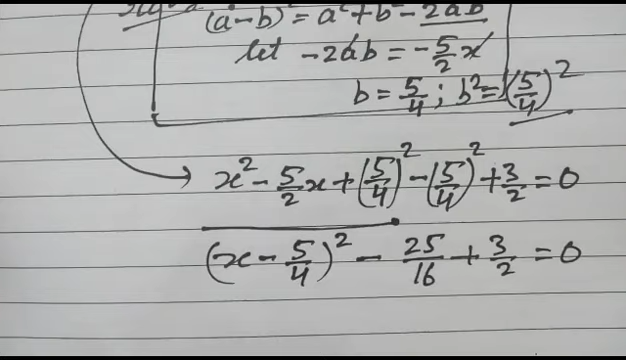 (a-b)² = a²+b²-2ab
let -2ab = -5/2 x
b = 5/4 ; b² = (5/4)²
x² - 5/2 x + (5/4)² - (5/4)² + 3/2 = 0
(x - 5/4)² - 25/16 + 3/2 = 0